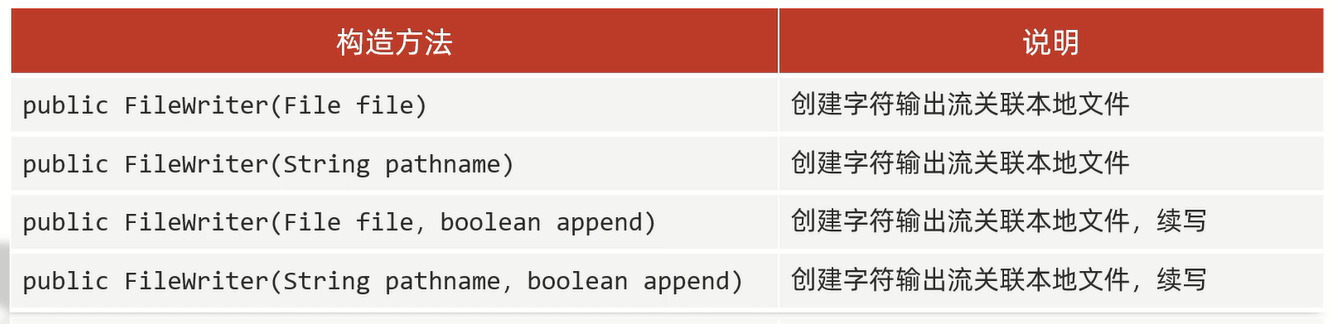 构造方法 说明
public FileWriter(File file) 创建字符输出流关联本地文件
public FileWriter(String pathname) 创建字符输出流关联本地文件
public FileWriter(File file, boolean append) 创建字符输出流关联本地文件，续写
public FileWriter(String pathname, boolean append) 创建字符输出流关联本地文件，续写